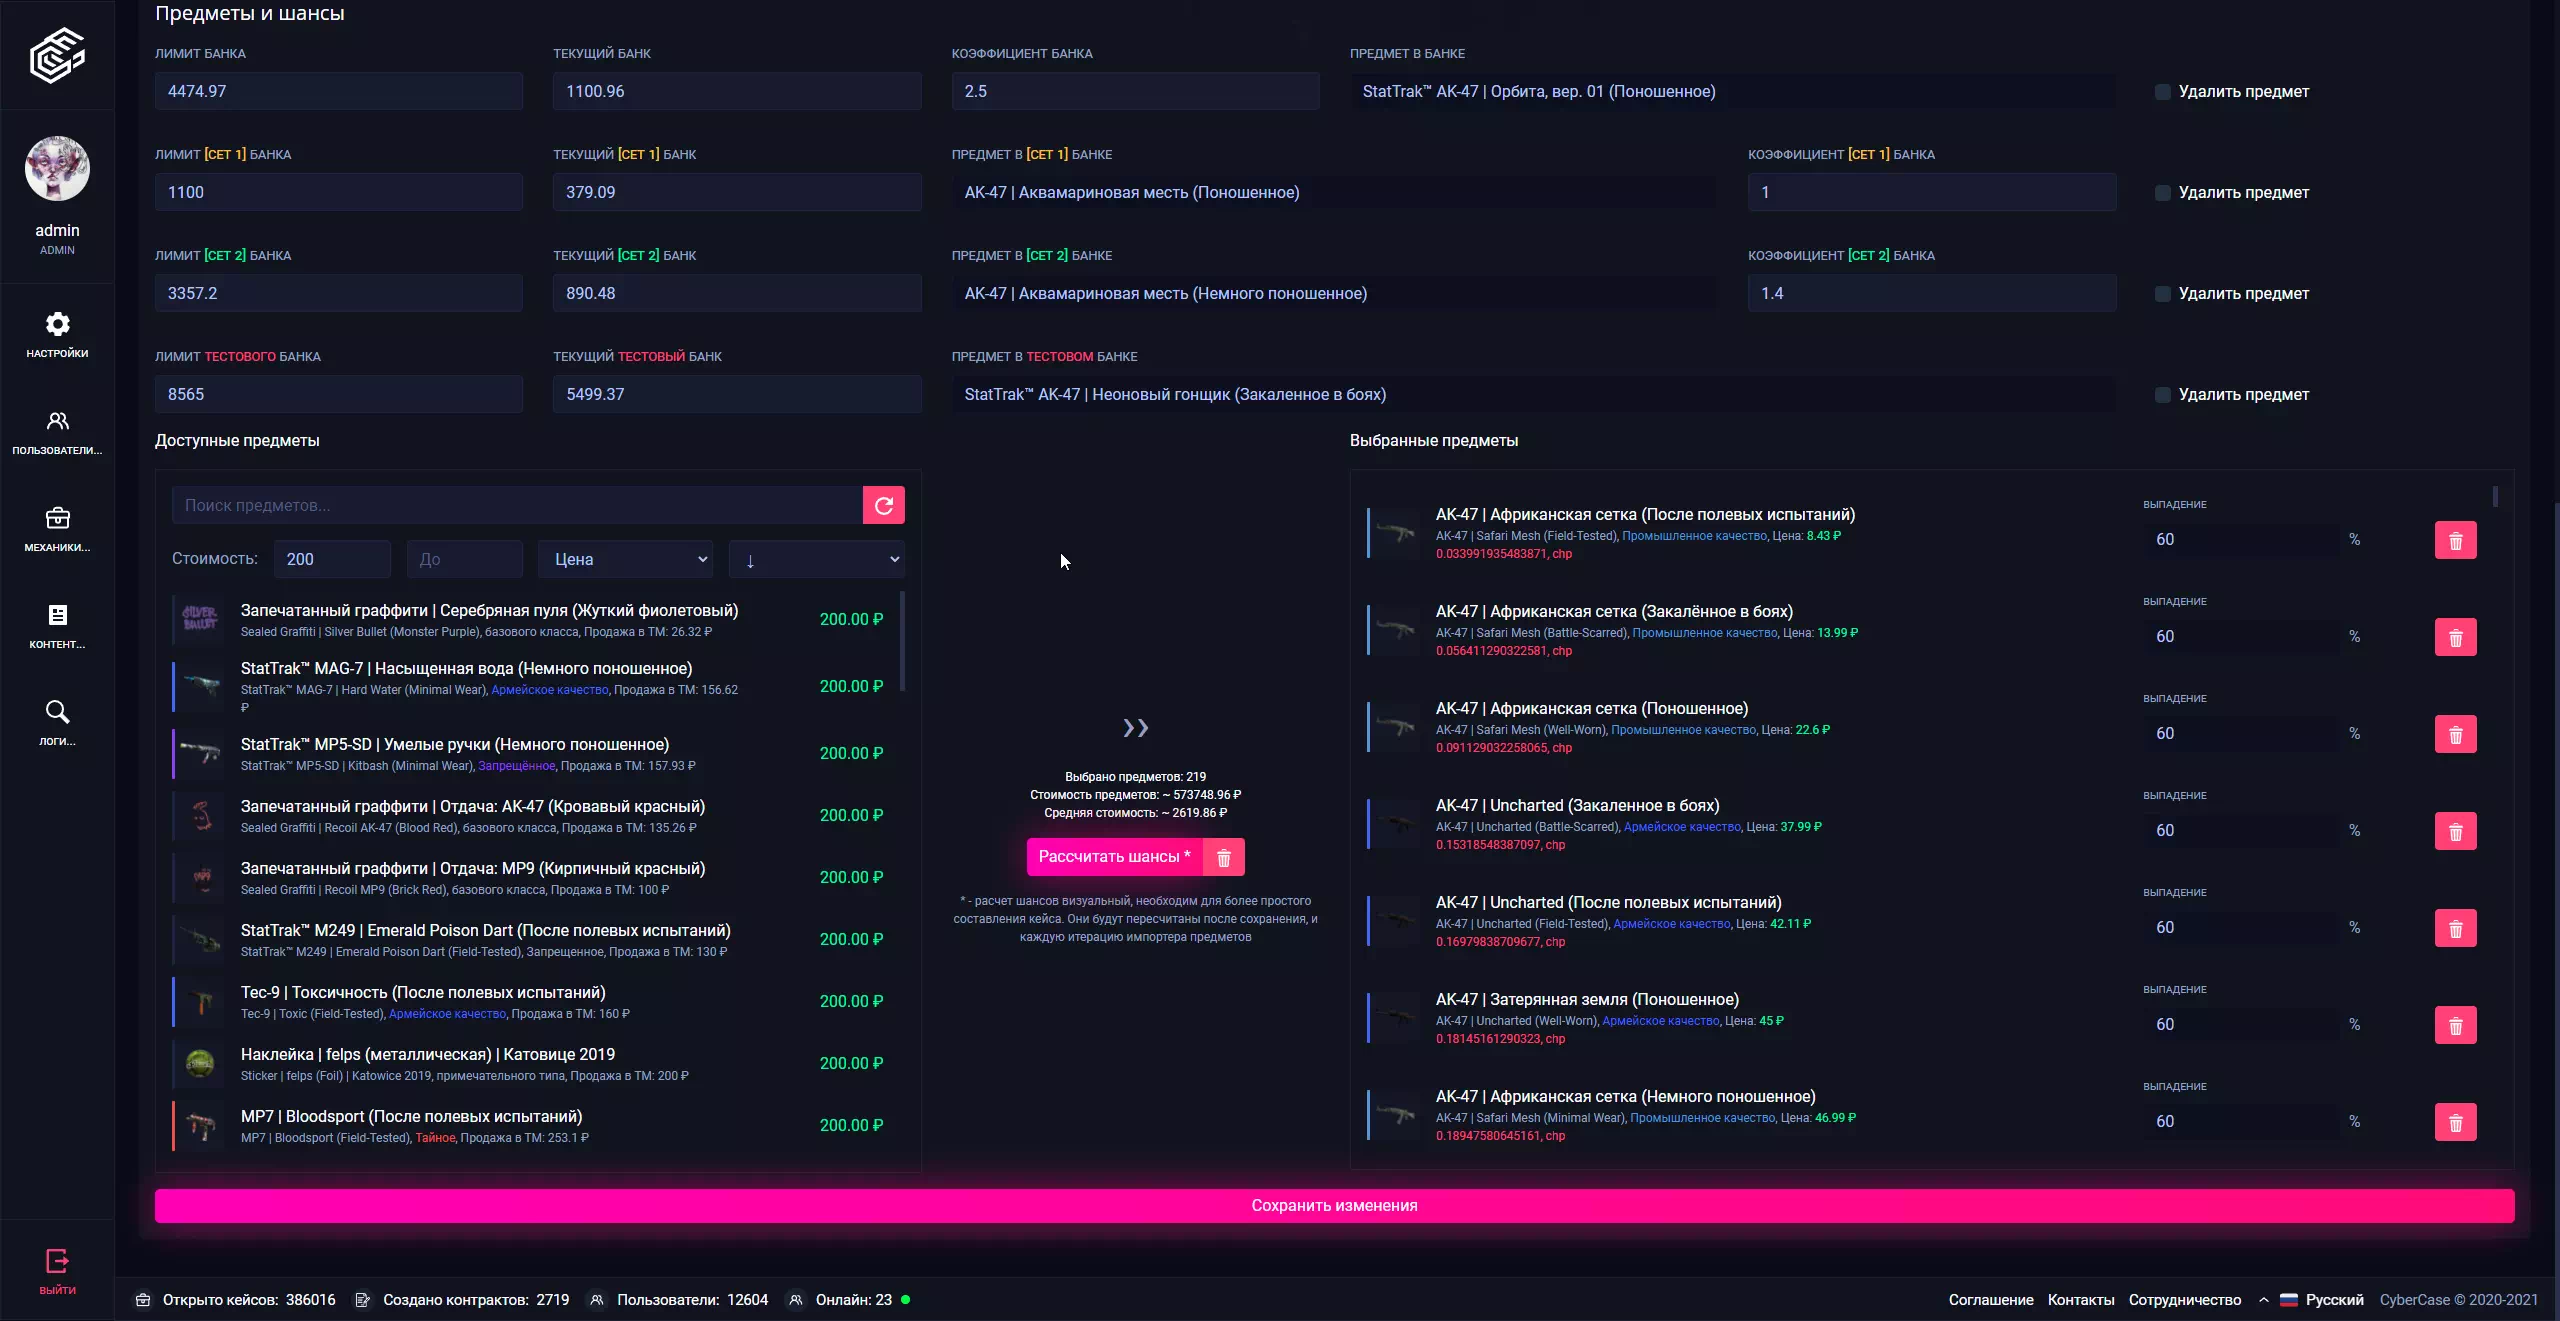 Предметы и шансы
ЛИМИТ БАНКА
ТЕКУЩИЙ БАНК
КОЭФФИЦИЕНТ БАНКА
ПРЕДМЕТ В БАНКЕ
4474.97
1100.96
2.5
StatTrak™ AK-47 | Орбита, вер. 01 (Поношенное)
Удалить предмет
ЛИМИТ [СЕТ 1] БАНКА
ТЕКУЩИЙ [СЕТ 1] БАНК
ПРЕДМЕТ В [СЕТ 1] БАНКЕ
КОЭФФИЦИЕНТ [СЕТ 1] БАНКА
1100
379.09
AK-47 | Аквамариновая месть (Поношенное)
1
Удалить предмет
ЛИМИТ [СЕТ 2] БАНКА
ТЕКУЩИЙ [СЕТ 2] БАНК
ПРЕДМЕТ В [СЕТ 2] БАНКЕ
КОЭФФИЦИЕНТ [СЕТ 2] БАНКА
3357.2
890.48
AK-47 | Аквамариновая месть (Немного поношенное)
1.4
Удалить предмет
ЛИМИТ ТЕСТОВОГО БАНКА
ТЕКУЩИЙ ТЕСТОВЫЙ БАНК
ПРЕДМЕТ В ТЕСТОВОМ БАНКЕ
8565
5499.37
StatTrak™ AK-47 | Неоновый гонщик (Закаленное в боях)
Удалить предмет
admin
ADMIN
НАСТРОЙКИ
ПОЛЬЗОВАТЕЛИ...
МЕХАНИКИ...
КОНТЕНТ...
ЛОГИ...
ВЫЙТИ
Доступные предметы
Поиск предметов...
Стоимость:
200
До
Цена
↓
Запечатанный граффити | Серебряная пуля (Жуткий фиолетовый)
Sealed Graffiti | Silver Bullet (Monster Purple), базового класса, Продажа в ТМ: 26.32 ₽
200.00 ₽
StatTrak™ MAG-7 | Насыщенная вода (Немного поношенное)
StatTrak™ MAG-7 | Hard Water (Minimal Wear), Армейское качество, Продажа в ТМ: 156.62
₽
200.00 ₽
StatTrak™ MP5-SD | Умелые ручки (Немного поношенное)
StatTrak™ MP5-SD | Kitbash (Minimal Wear), Запрещённое, Продажа в ТМ: 157.93 ₽
200.00 ₽
Запечатанный граффити | Отдача: AK-47 (Кровавый красный)
Sealed Graffiti | Recoil AK-47 (Blood Red), базового класса, Продажа в ТМ: 135.26 ₽
200.00 ₽
Запечатанный граффити | Отдача: MP9 (Кирпичный красный)
Sealed Graffiti | Recoil MP9 (Brick Red), базового класса, Продажа в ТМ: 100 ₽
200.00 ₽
StatTrak™ M249 | Emerald Poison Dart (После полевых испытаний)
StatTrak™ M249 | Emerald Poison Dart (Field-Tested), Запрещенное, Продажа в ТМ: 130 ₽
200.00 ₽
Tec-9 | Токсичность (После полевых испытаний)
Tec-9 | Toxic (Field-Tested), Армейское качество, Продажа в ТМ: 160 ₽
200.00 ₽
Наклейка | felps (металлическая) | Катовице 2019
Sticker | felps (Foil) | Katowice 2019, примечательного типа, Продажа в ТМ: 200 ₽
200.00 ₽
MP7 | Bloodsport (После полевых испытаний)
MP7 | Bloodsport (Field-Tested), Тайное, Продажа в ТМ: 253.1 ₽
200.00 ₽
Выбрано предметов: 219
Стоимость предметов: ~ 573748.96 ₽
Средняя стоимость: ~ 2619.86 ₽
Рассчитать шансы *
* - расчет шансов визуальный, необходим для более простого
составления кейса. Они будут пересчитаны после сохранения, и
каждую итерацию импортера предметов
Выбранные предметы
AK-47 | Африканская сетка (После полевых испытаний)
AK-47 | Safari Mesh (Field-Tested), Промышленное качество, Цена: 8.43 ₽
0.033991935483871, chp
ВЫПАДЕНИЕ
60
%
AK-47 | Африканская сетка (Закалённое в боях)
AK-47 | Safari Mesh (Battle-Scarred), Промышленное качество, Цена: 13.99 ₽
0.056411290322581, chp
ВЫПАДЕНИЕ
60
%
AK-47 | Африканская сетка (Поношенное)
AK-47 | Safari Mesh (Well-Worn), Промышленное качество, Цена: 22.6 ₽
0.091129032258065, chp
ВЫПАДЕНИЕ
60
%
AK-47 | Uncharted (Закаленное в боях)
AK-47 | Uncharted (Battle-Scarred), Армейское качество, Цена: 37.99 ₽
0.15318548387097, chp
ВЫПАДЕНИЕ
60
%
AK-47 | Uncharted (После полевых испытаний)
AK-47 | Uncharted (Field-Tested), Армейское качество, Цена: 42.11 ₽
0.16979838709677, chp
ВЫПАДЕНИЕ
60
%
AK-47 | Затерянная земля (Поношенное)
AK-47 | Uncharted (Well-Worn), Армейское качество, Цена: 45 ₽
0.18145161290323, chp
ВЫПАДЕНИЕ
60
%
AK-47 | Африканская сетка (Немного поношенное)
AK-47 | Safari Mesh (Minimal Wear), Промышленное качество, Цена: 46.99 ₽
0.18947580645161, chp
ВЫПАДЕНИЕ
60
%
Сохранить изменения
Открыто кейсов: 386016
Создано контрактов: 2719
Пользователи: 12604
Онлайн: 23
Соглашение
Контакты
Сотрудничество
Русский
CyberCase © 2020-2021